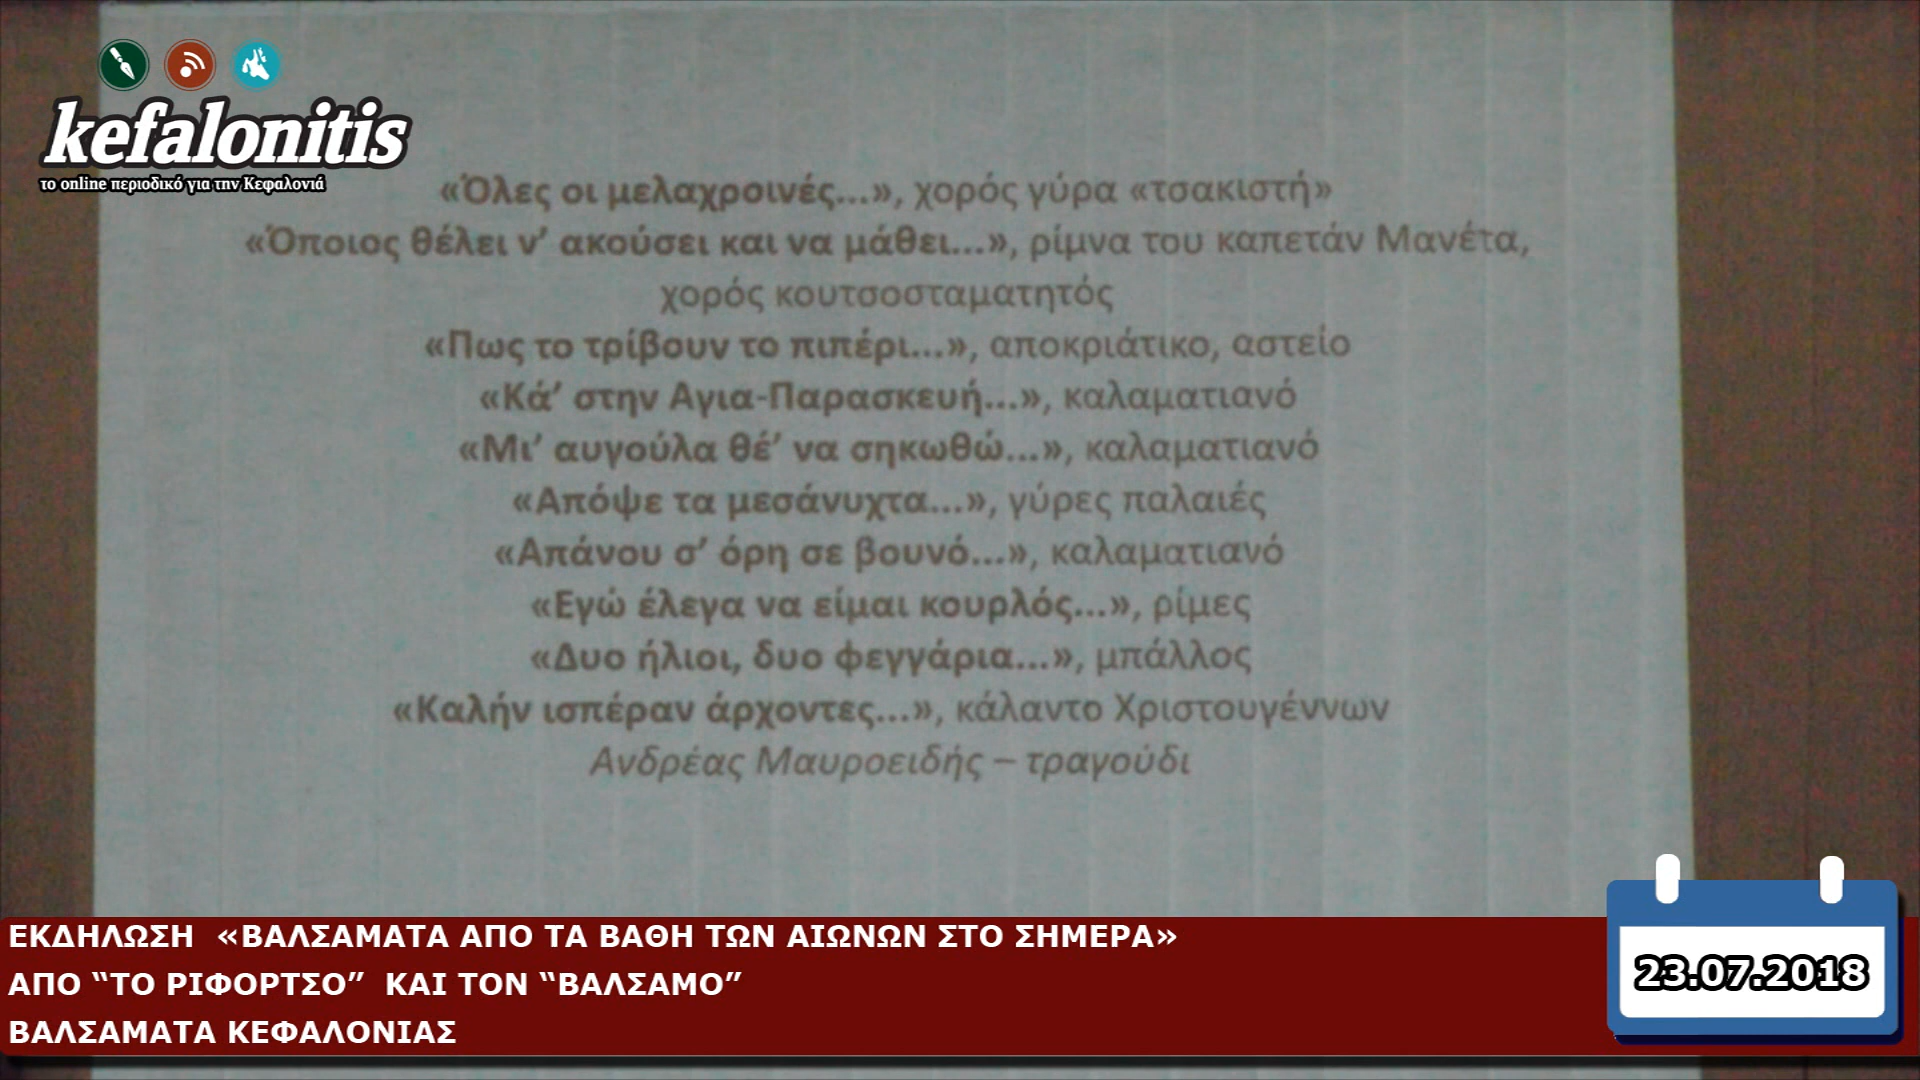 kefalonitis
το online περιοδικό για την Κεφαλονιά
«Όλες οι μελαχροινές...», χορός γύρα «τσακιστή»
«Όποιος θέλει ν’ ακούσει και να μάθει...», ρίμνα του καπετάν Μανέτα,
χορός κουτσοσταματητός
«Πως το τρίβουν το πιπέρι...», αποκριάτικο, αστείο
«Κά’ στην Αγια-Παρασκευή...», καλαματιανό
«Μι’ αυγούλα θέ’ να σηκωθώ...», καλαματιανό
«Απόψε τα μεσάνυχτα...», γύρες παλαιές
«Απάνου σ’ όρη σε βουνό...», καλαματιανό
«Εγώ έλεγα να είμαι κουρλός...», ρίμες
«Δυο ήλιοι, δυο φεγγάρια...», μπάλλος
«Καλήν ισπέραν άρχοντες...», κάλαντο Χριστουγέννων
Ανδρέας Μαυροειδής – τραγούδι
ΕΚΔΗΛΩΣΗ «ΒΑΛΣΑΜΑΤΑ ΑΠΟ ΤΑ ΒΑΘΗ ΤΩΝ ΑΙΩΝΩΝ ΣΤΟ ΣΗΜΕΡΑ»
ΑΠΟ “ΤΟ ΡΙΦΟΡΤΣΟ” ΚΑΙ ΤΟΝ “ΒΑΛΣΑΜΟ”
ΒΑΛΣΑΜΑΤΑ ΚΕΦΑΛΟΝΙΑΣ
23.07.2018